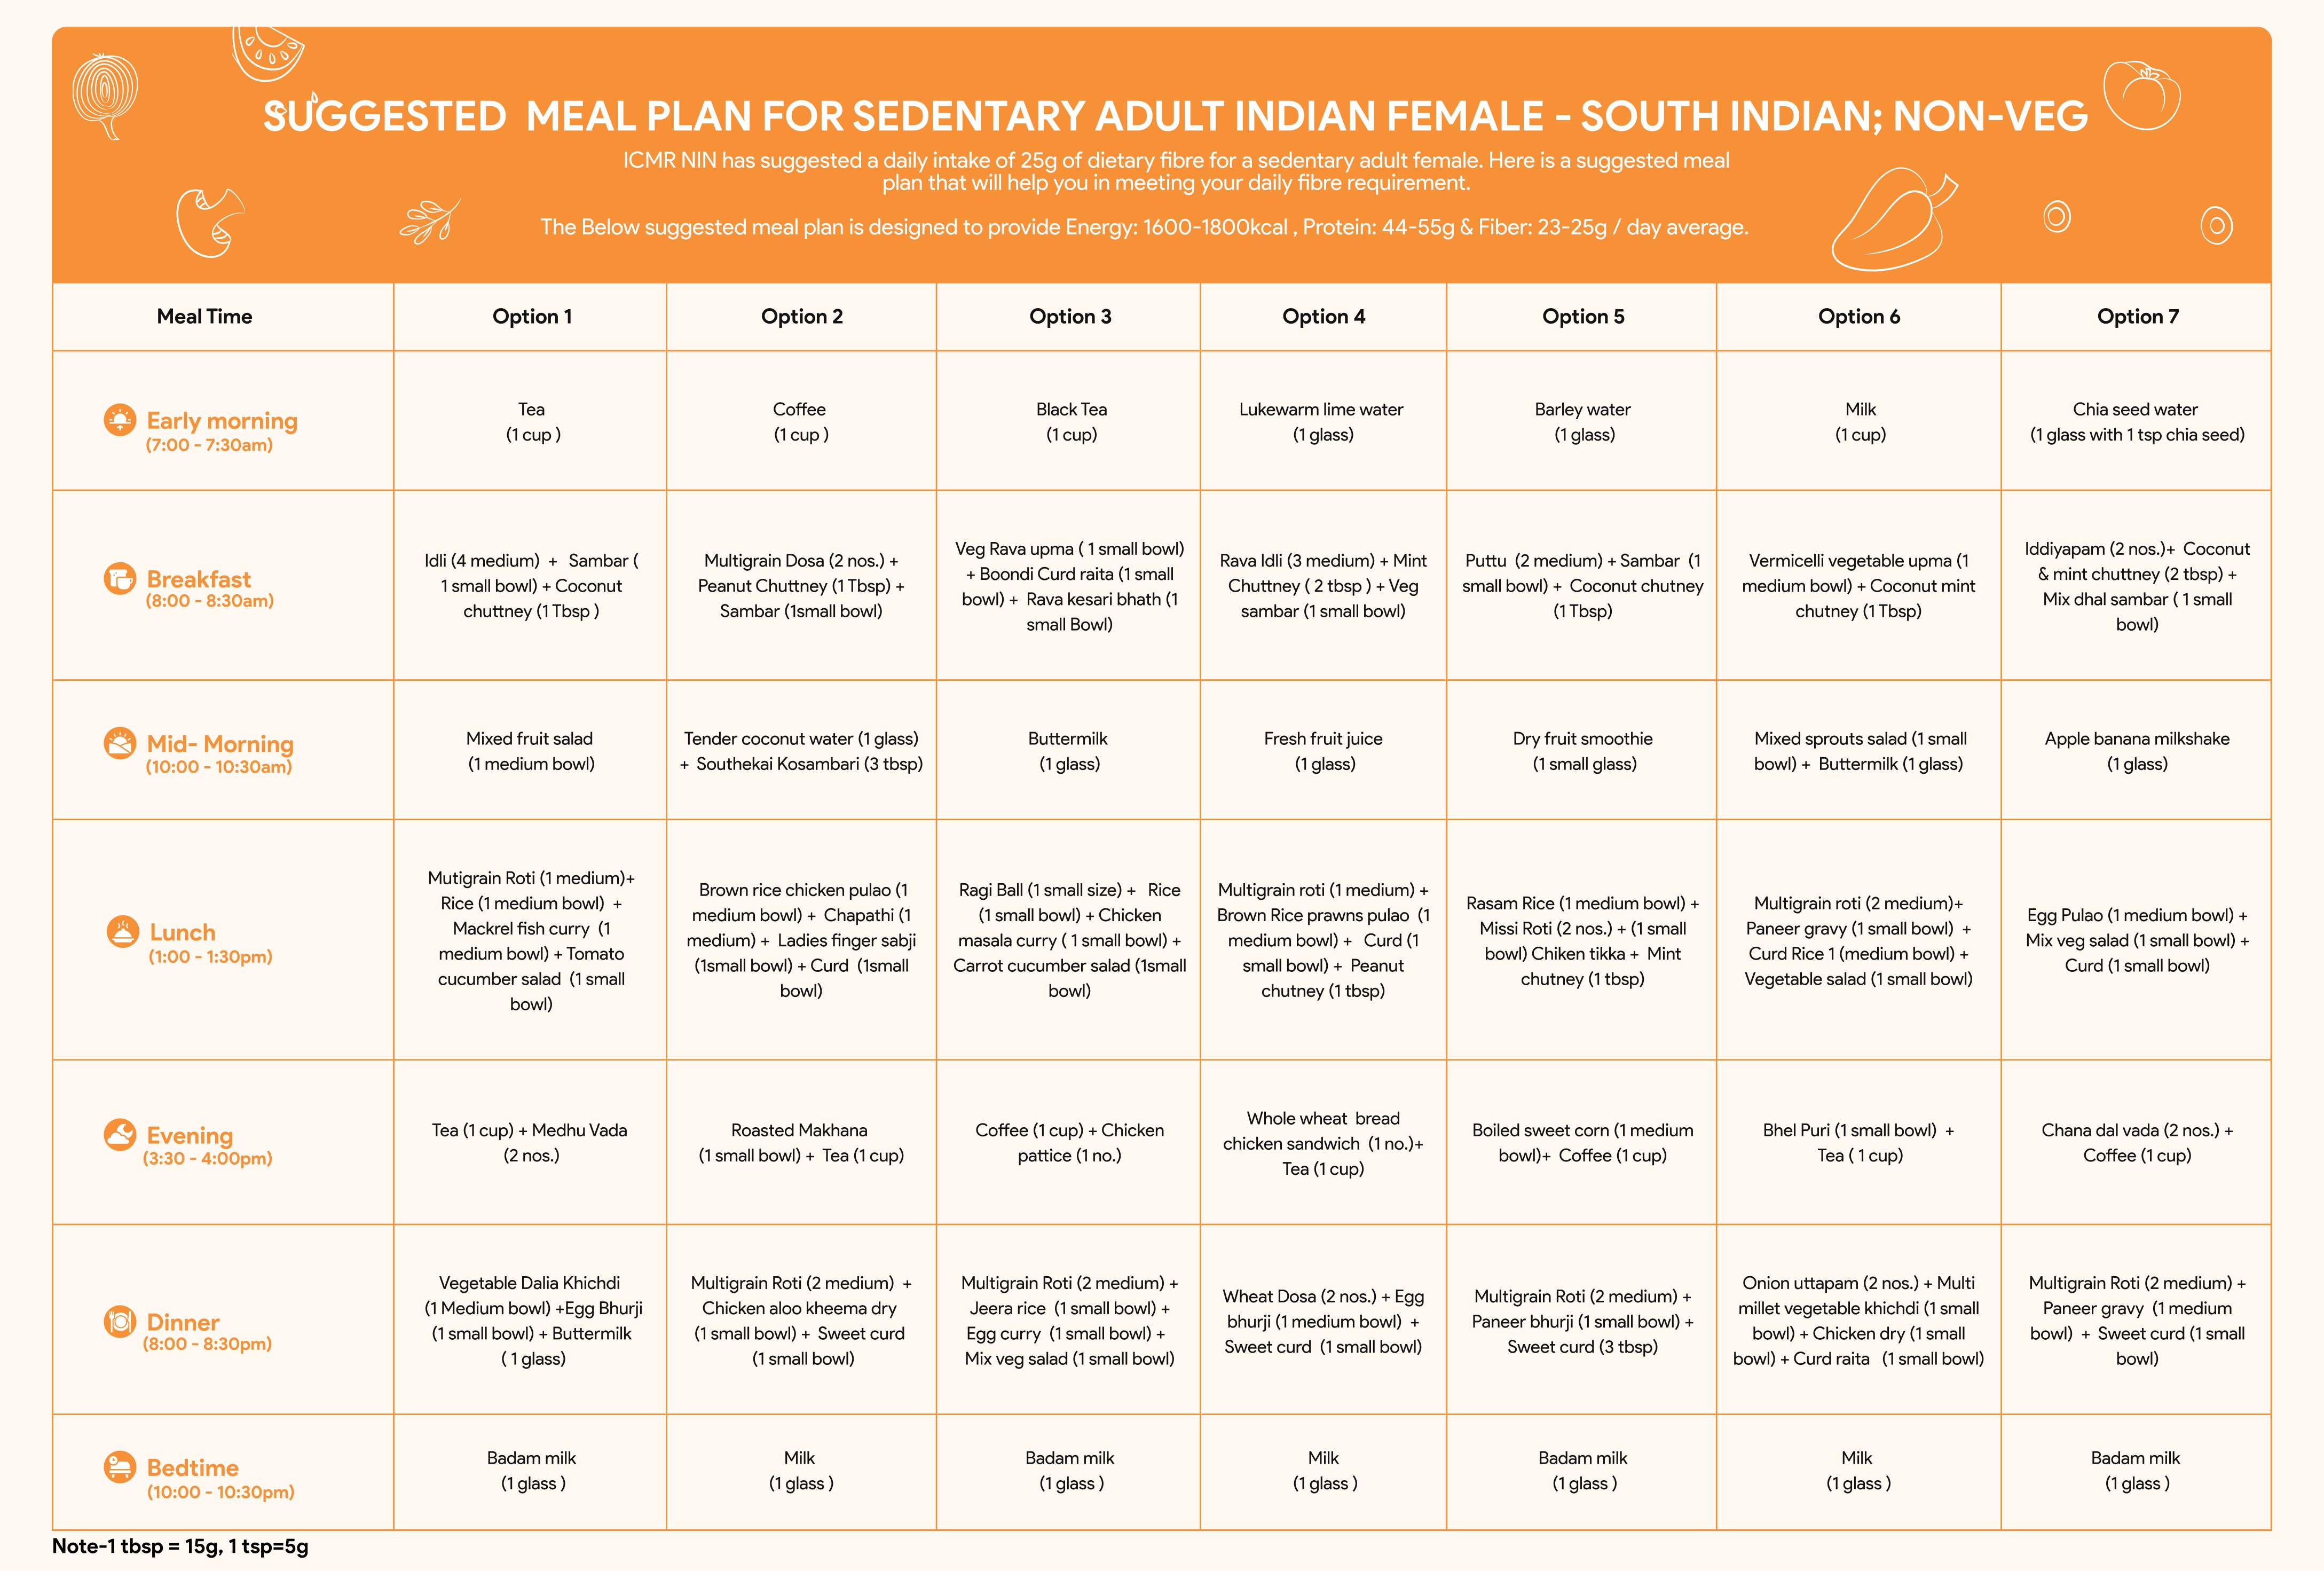 SUGGESTED MEAL PLAN FOR SEDENTARY ADULT INDIAN FEMALE - SOUTH INDIAN; NON-VEG
ICMR NIN has suggested a daily intake of 25g of dietary fibre for a sedentary adult female. Here is a suggested meal
plan that will help you in meeting your daily fibre requirement.
The Below suggested meal plan is designed to provide Energy: 1600-1800kcal , Protein: 44-55g & Fiber: 23-25g / day average.
Meal Time
Option 1
Option 2
Option 3
Option 4
Option 5
Option 6
Option 7
Early morning
(7:00 - 7:30am)
Tea
(1 cup )
Coffee
(1 cup )
Black Tea
(1 cup)
Lukewarm lime water
(1 glass)
Barley water
(1 glass)
Milk
(1 cup)
Chia seed water
(1 glass with 1 tsp chia seed)
Breakfast
(8:00 - 8:30am)
Idli (4 medium) + Sambar (
1 small bowl) + Coconut
chuttney (1 Tbsp )
Multigrain Dosa (2 nos.) +
Peanut Chuttney (1 Tbsp) +
Sambar (1small bowl)
Veg Rava upma ( 1 small bowl)
+ Boondi Curd raita (1 small
bowl) + Rava kesari bhath (1
small Bowl)
Rava Idli (3 medium) + Mint
Chuttney ( 2 tbsp ) + Veg
sambar (1 small bowl)
Puttu (2 medium) + Sambar (1
small bowl) + Coconut chutney
(1 Tbsp)
Vermicelli vegetable upma (1
medium bowl) + Coconut mint
chutney (1 Tbsp)
Iddiyapam (2 nos.)+ Coconut
& mint chuttney (2 tbsp) +
Mix dhal sambar ( 1 small
bowl)
Mid- Morning
(10:00 - 10:30am)
Mixed fruit salad
(1 medium bowl)
Tender coconut water (1 glass)
+ Southekai Kosambari (3 tbsp)
Buttermilk
(1 glass)
Fresh fruit juice
(1 glass)
Dry fruit smoothie
(1 small glass)
Mixed sprouts salad (1 small
bowl) + Buttermilk (1 glass)
Apple banana milkshake
(1 glass)
Lunch
(1:00 - 1:30pm)
Mutigrain Roti (1 medium)+
Rice (1 medium bowl) +
Mackrel fish curry (1
medium bowl) + Tomato
cucumber salad (1 small
bowl)
Brown rice chicken pulao (1
medium bowl) + Chapathi (1
medium) + Ladies finger sabji
(1small bowl) + Curd (1small
bowl)
Ragi Ball (1 small size) + Rice
(1 small bowl) + Chicken
masala curry ( 1 small bowl) +
Carrot cucumber salad (1small
bowl)
Multigrain roti (1 medium) +
Brown Rice prawns pulao (1
medium bowl) + Curd (1
small bowl) + Peanut
chutney (1 tbsp)
Rasam Rice (1 medium bowl) +
Missi Roti (2 nos.) + (1 small
bowl) Chiken tikka + Mint
chutney (1 tbsp)
Multigrain roti (2 medium)+
Paneer gravy (1 small bowl) +
Curd Rice 1 (medium bowl) +
Vegetable salad (1 small bowl)
Egg Pulao (1 medium bowl) +
Mix veg salad (1 small bowl) +
Curd (1 small bowl)
Evening
(3:30 - 4:00pm)
Tea (1 cup) + Medhu Vada
(2 nos.)
Roasted Makhana
(1 small bowl) + Tea (1 cup)
Coffee (1 cup) + Chicken
pattice (1 no.)
Whole wheat bread
chicken sandwich (1 no.)+
Tea (1 cup)
Boiled sweet corn (1 medium
bowl)+ Coffee (1 cup)
Bhel Puri (1 small bowl) +
Tea ( 1 cup)
Chana dal vada (2 nos.) +
Coffee (1 cup)
Dinner
(8:00 - 8:30pm)
Vegetable Dalia Khichdi
(1 Medium bowl) +Egg Bhurji
(1 small bowl) + Buttermilk
( 1 glass)
Multigrain Roti (2 medium) +
Chicken aloo kheema dry
(1 small bowl) + Sweet curd
(1 small bowl)
Multigrain Roti (2 medium) +
Jeera rice (1 small bowl) +
Egg curry (1 small bowl) +
Mix veg salad (1 small bowl)
Wheat Dosa (2 nos.) + Egg
bhurji (1 medium bowl) +
Sweet curd (1 small bowl)
Multigrain Roti (2 medium) +
Paneer bhurji (1 small bowl) +
Sweet curd (3 tbsp)
Onion uttapam (2 nos.) + Multi
millet vegetable khichdi (1 small
bowl) + Chicken dry (1 small
bowl) + Curd raita (1 small bowl)
Multigrain Roti (2 medium) +
Paneer gravy (1 medium
bowl) + Sweet curd (1 small
bowl)
Bedtime
(10:00 - 10:30pm)
Badam milk
(1 glass )
Milk
(1 glass )
Badam milk
(1 glass )
Milk
(1 glass )
Badam milk
(1 glass )
Milk
(1 glass )
Badam milk
(1 glass )
Note-1 tbsp = 15g, 1 tsp=5g